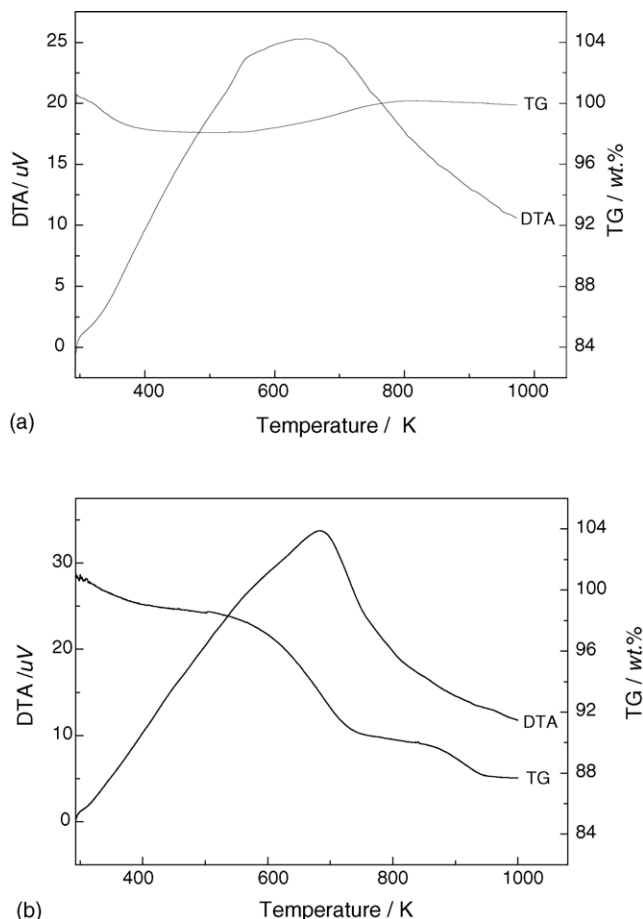 25
20
15
10
5
0
DTA/ uV
104
100
96
92
88
84
TG / wt.%
TG
DTA
400
600
800
1000
Temperature / K
(a)
30
20
10
0
DTA /uV
104
100
96
92
88
84
TG / wt.%
DTA
TG
400
600
800
1000
Temperature / K
(b)